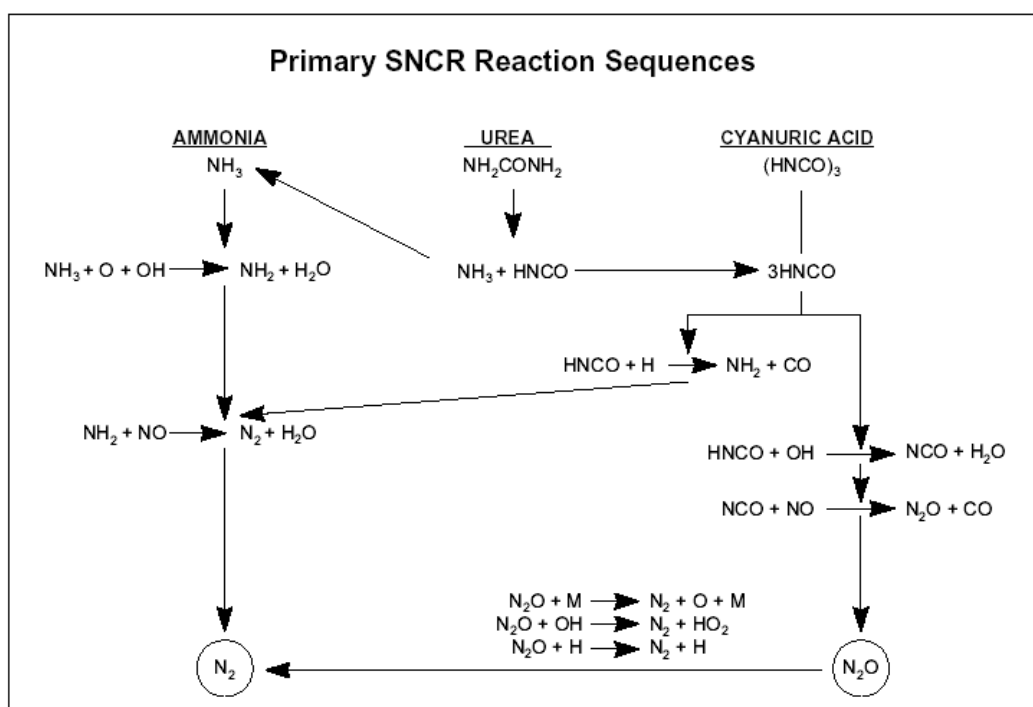 Primary SNCR Reaction Sequences
AMMONIA UREA CYANURIC ACID
NH₃ NH₂CONH₂ (HNCO)₃
NH₃ + O + OH NH₂ + H₂O NH₃ + HNCO 3HNCO
HNCO + H NH₂ + CO
NH₂ + NO N₂ + H₂O
HNCO + OH NCO + H₂O
NCO + NO N₂O + CO
N₂O + M N₂ + O + M
N₂O + OH N₂ + HO₂
N₂O + H N₂ + H
N₂ N₂O